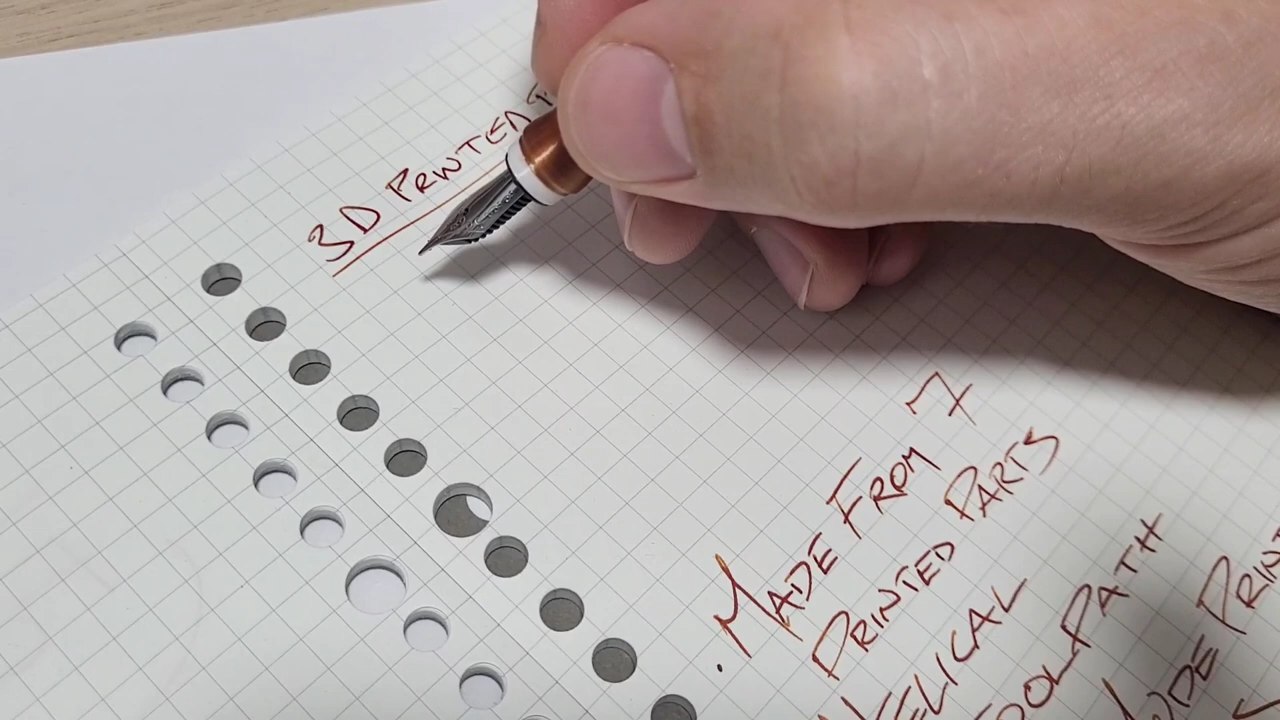 3D PRINTED
. MADE FROM 7
PRINTED PARTS
HELICAL
TOOLPATH